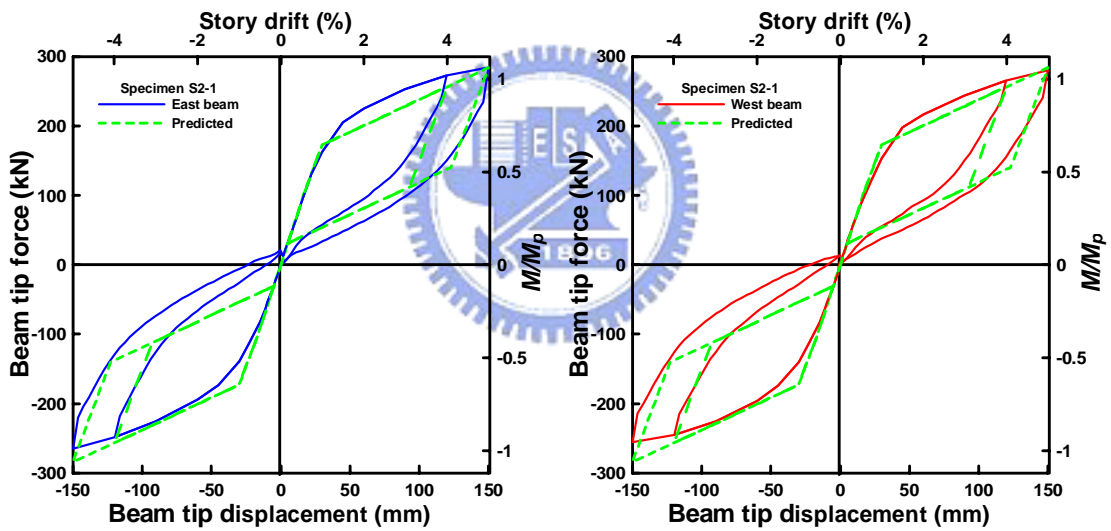 Story drift (%)
-4 -2 0 2 4
300
200
100
0
-100
-200
-300
Beam tip force (kN)
Specimen S2-1
East beam
Predicted
1
0.5
0
-0.5
-1
M/Mp
-150 -100 -50 0 50 100 150
Beam tip displacement (mm)
Story drift (%)
-4 -2 0 2 4
300
200
100
0
-100
-200
-300
Beam tip force (kN)
Specimen S2-1
West beam
Predicted
1
0.5
0
-0.5
-1
M/Mp
-150 -100 -50 0 50 100 150
Beam tip displacement (mm)
E S A
1896